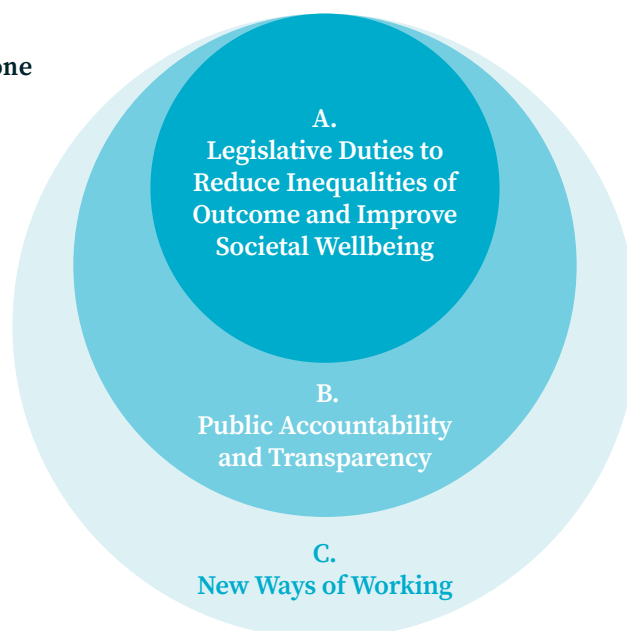 one
A.
Legislative Duties to
Reduce Inequalities of
Outcome and Improve
Societal Wellbeing
B.
Public Accountability
and Transparency
C.
New Ways of Working